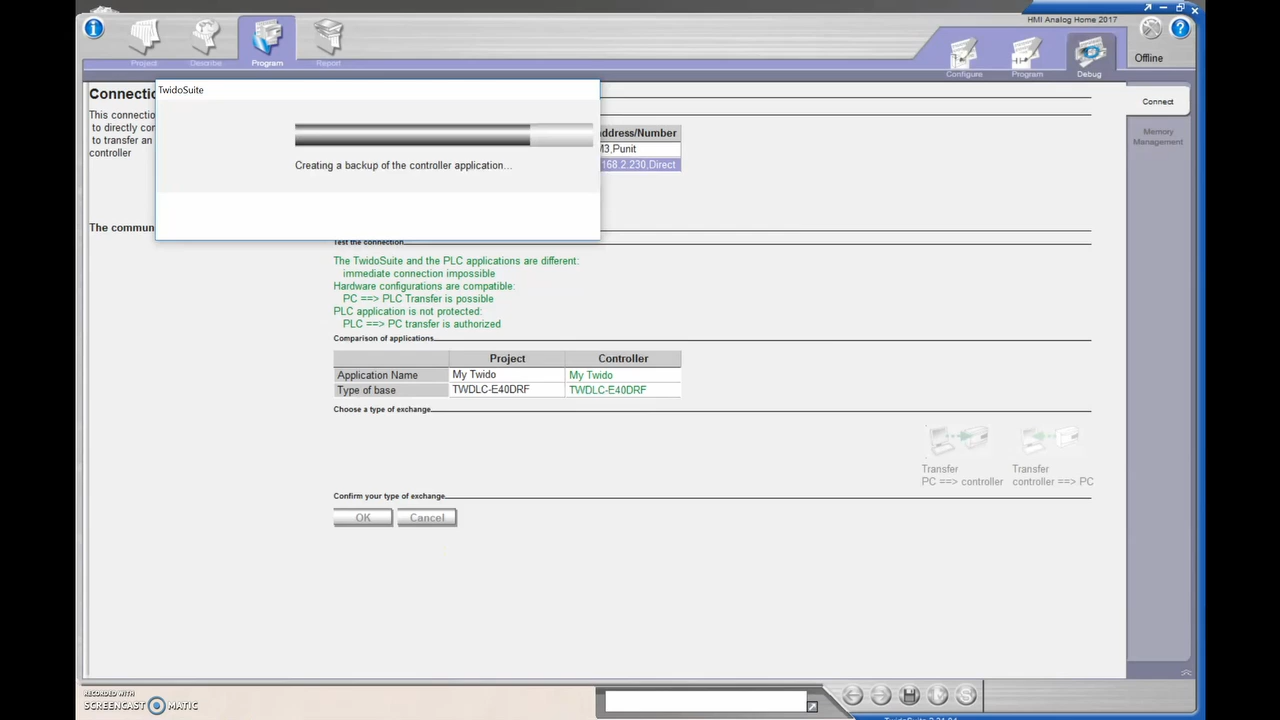 HMI Analog Home 2017
Project
Describe
Program
Report
Configure
Program
Debug
Offline
Connect
Memory
Management
Connectio
This connection
to directly con
to transfer an
controller
The commun
TwidoSuite
Creating a backup of the controller application...
ddress/Number
M3,Punit
168.2.230,Direct
Test the connection
The TwidoSuite and the PLC applications are different:
immediate connection impossible
Hardware configurations are compatible:
PC ==> PLC Transfer is possible
PLC application is not protected:
PLC ==> PC transfer is authorized
Comparison of applications
Project Controller
Application Name My Twido My Twido
Type of base TWDLC-E40DRF TWDLC-E40DRF
Choose a type of exchange
Transfer
PC ==> controller
Transfer
controller ==> PC
Confirm your type of exchange
OK Cancel
RECORDED WITH
SCREENCAST MATIC